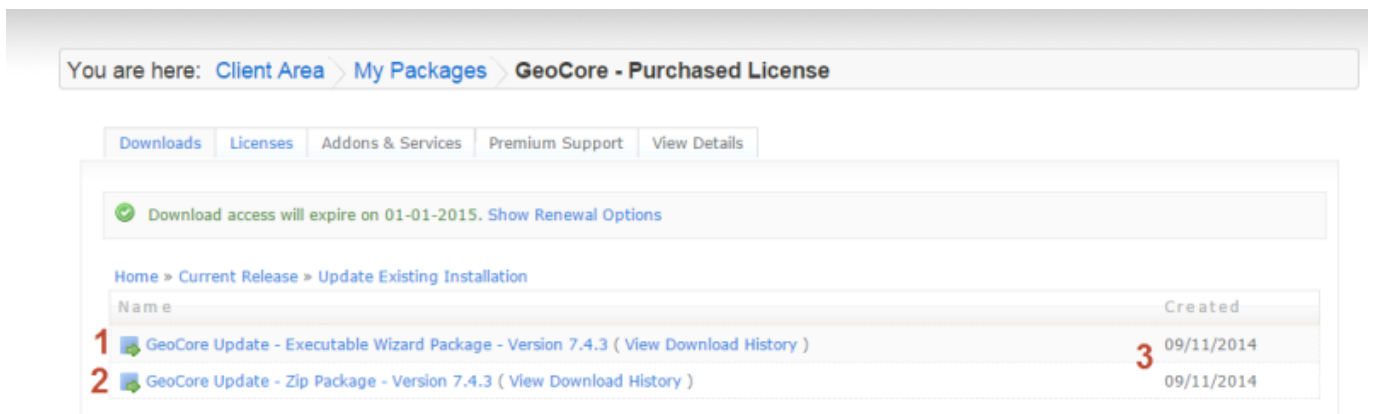 You are here: Client Area My Packages GeoCore - Purchased License
Downloads Licenses Addons & Services Premium Support View Details
Download access will expire on 01-01-2015. Show Renewal Options
Home » Current Release » Update Existing Installation
Name Created
1 GeoCore Update - Executable Wizard Package - Version 7.4.3 ( View Download History ) 3 09/11/2014
2 GeoCore Update - Zip Package - Version 7.4.3 ( View Download History ) 09/11/2014